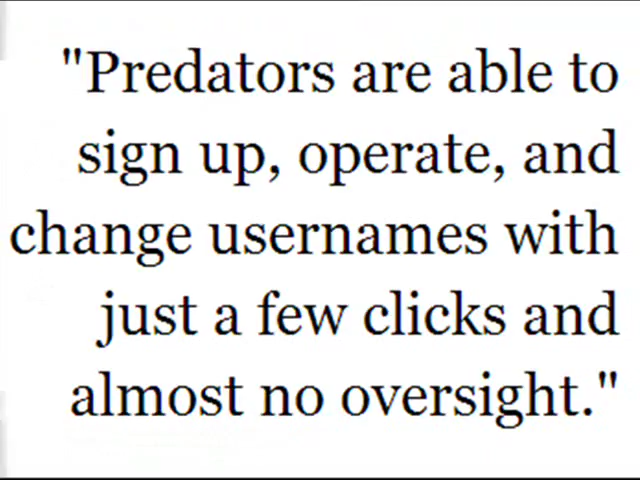 "Predators are able to
sign up, operate, and
change usernames with
just a few clicks and
almost no oversight."